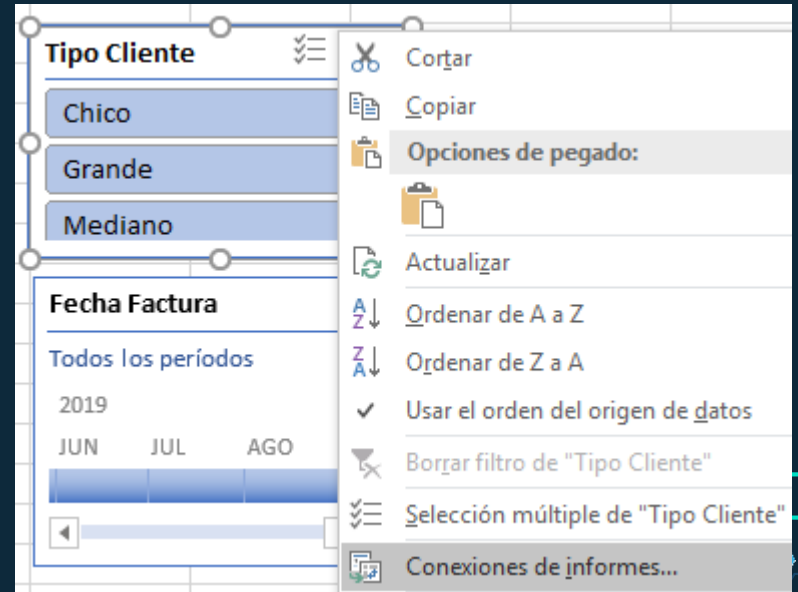 Tipo Cliente
Chico
Grande
Mediano
Fecha Factura
Todos los períodos
2019
JUN JUL AGO
Cortar
Copiar
Opciones de pegado:
Actualizar
Ordenar de A a Z
Ordenar de Z a A
Usar el orden del origen de datos
Borrar filtro de "Tipo Cliente"
Selección múltiple de "Tipo Cliente"
Conexiones de informes...